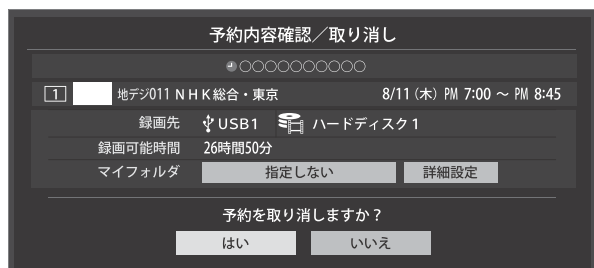 予約内容確認／取り消し
○○○○○○○○○○
1 地デジ011 NHK総合・東京 8/11(木) PM 7:00 ～ PM 8:45
録画先 USB1 ハードディスク1
録画可能時間 26時間50分
マイフォルダ 指定しない 詳細設定
予約を取り消しますか？
はい いいえ